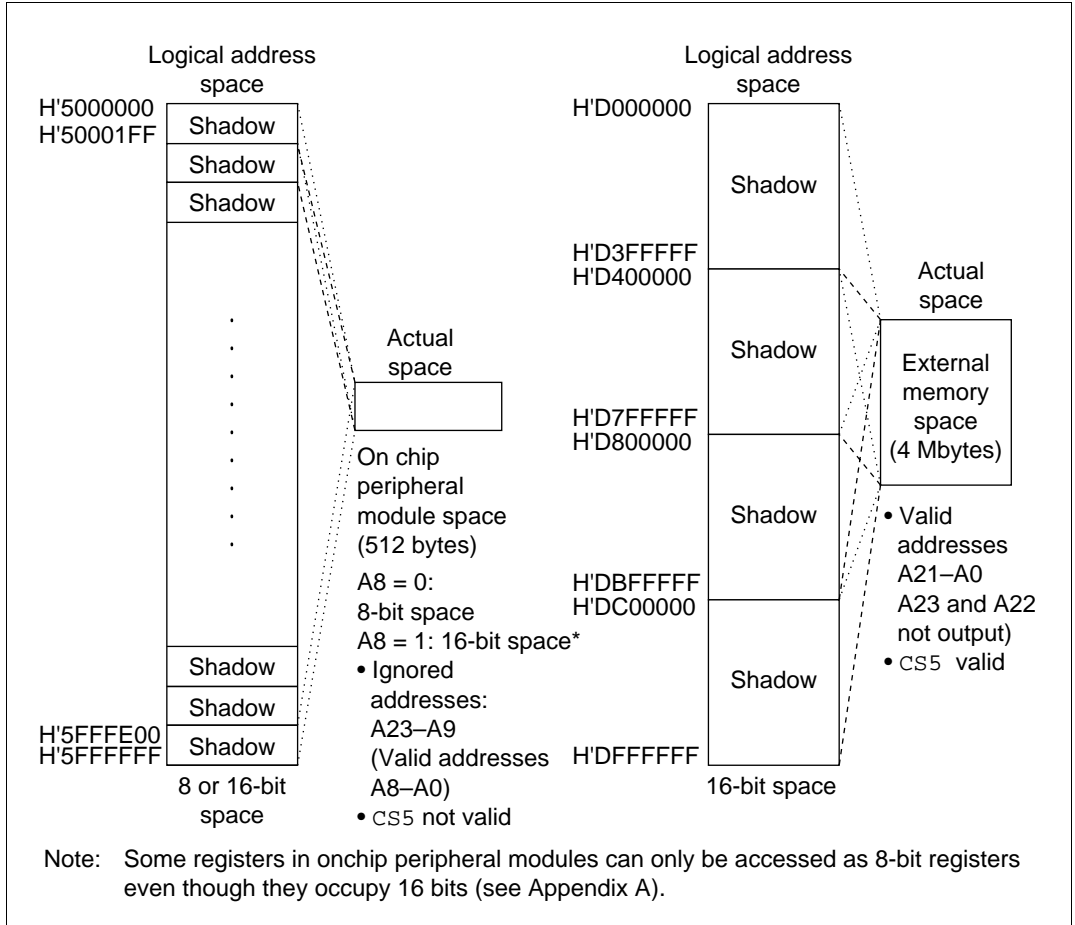 Logical address
space
H'5000000
H'50001FF
Shadow
Shadow
Shadow
Actual
space
On chip
peripheral
module space
(512 bytes)
A8 = 0:
8-bit space
A8 = 1: 16-bit space*
• Ignored
addresses:
A23–A9
(Valid addresses
A8–A0)
• CS5 not valid
Shadow
Shadow
H'5FFFE00
H'5FFFFFF
Shadow
8 or 16-bit
space
Logical address
space
H'D000000
Shadow
H'D3FFFFF
H'D400000
Shadow
H'D7FFFFF
H'D800000
Shadow
H'DBFFFFF
H'DC00000
Shadow
H'DFFFFFF
16-bit space
Actual
space
External
memory
space
(4 Mbytes)
• Valid
addresses
A21–A0
A23 and A22
not output)
• CS5 valid
Note: Some registers in onchip peripheral modules can only be accessed as 8-bit registers
even though they occupy 16 bits (see Appendix A).